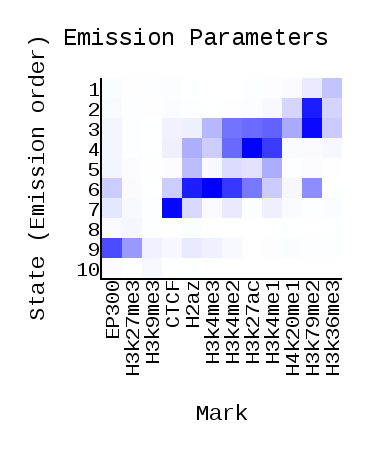 Emission Parameters
State (Emission order)
1
2
3
4
5
6
7
8
9
10
EP300
H3k27me3
H3k9me3
CTCF
H2az
H3k4me3
H3k4me2
H3k27ac
H3k4me1
H4k20me1
H3k79me2
H3k36me3
Mark